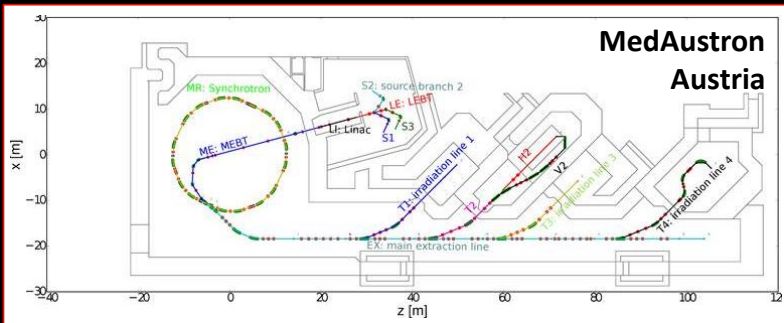 MedAustron
Austria
30
20
10
0
−10
−20
−30
x [m]
−40
−20
0
20
40
60
80
100
12
z [m]
MR: Synchrotron
S2: source branch 2
LE: LEBT
ME: MEBT
LI: Linac
S3
S1
T1: irradiation line 1
T2
H2
V2
T3: irradiation line 3
T4: irradiation line 4
EX: main extraction line